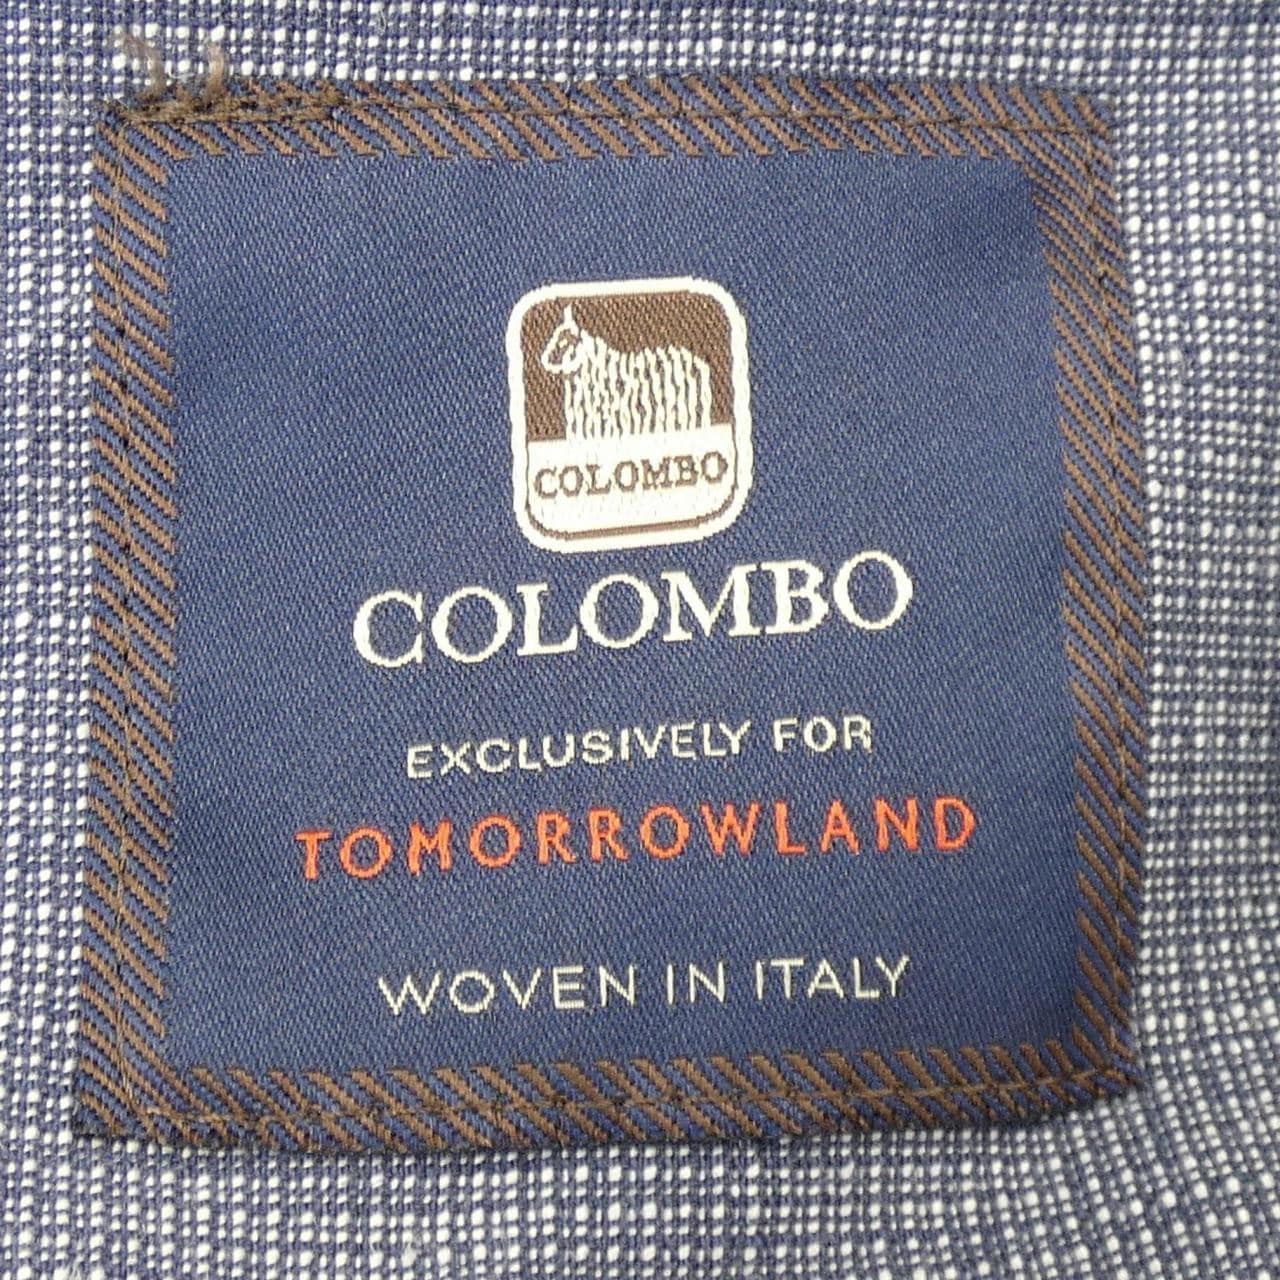 COLOMBO
COLOMBO
EXCLUSIVELY FOR
TOMORROWLAND
WOVEN IN ITALY